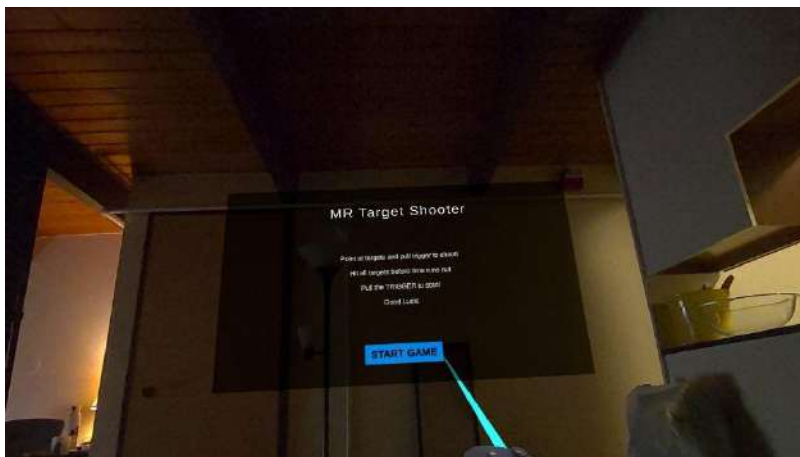 MR Target Shooter
Point at targets and pull trigger to shoot
Hit all targets before time runs out
Pull the TRIGGER to start
Good Luck
START GAME